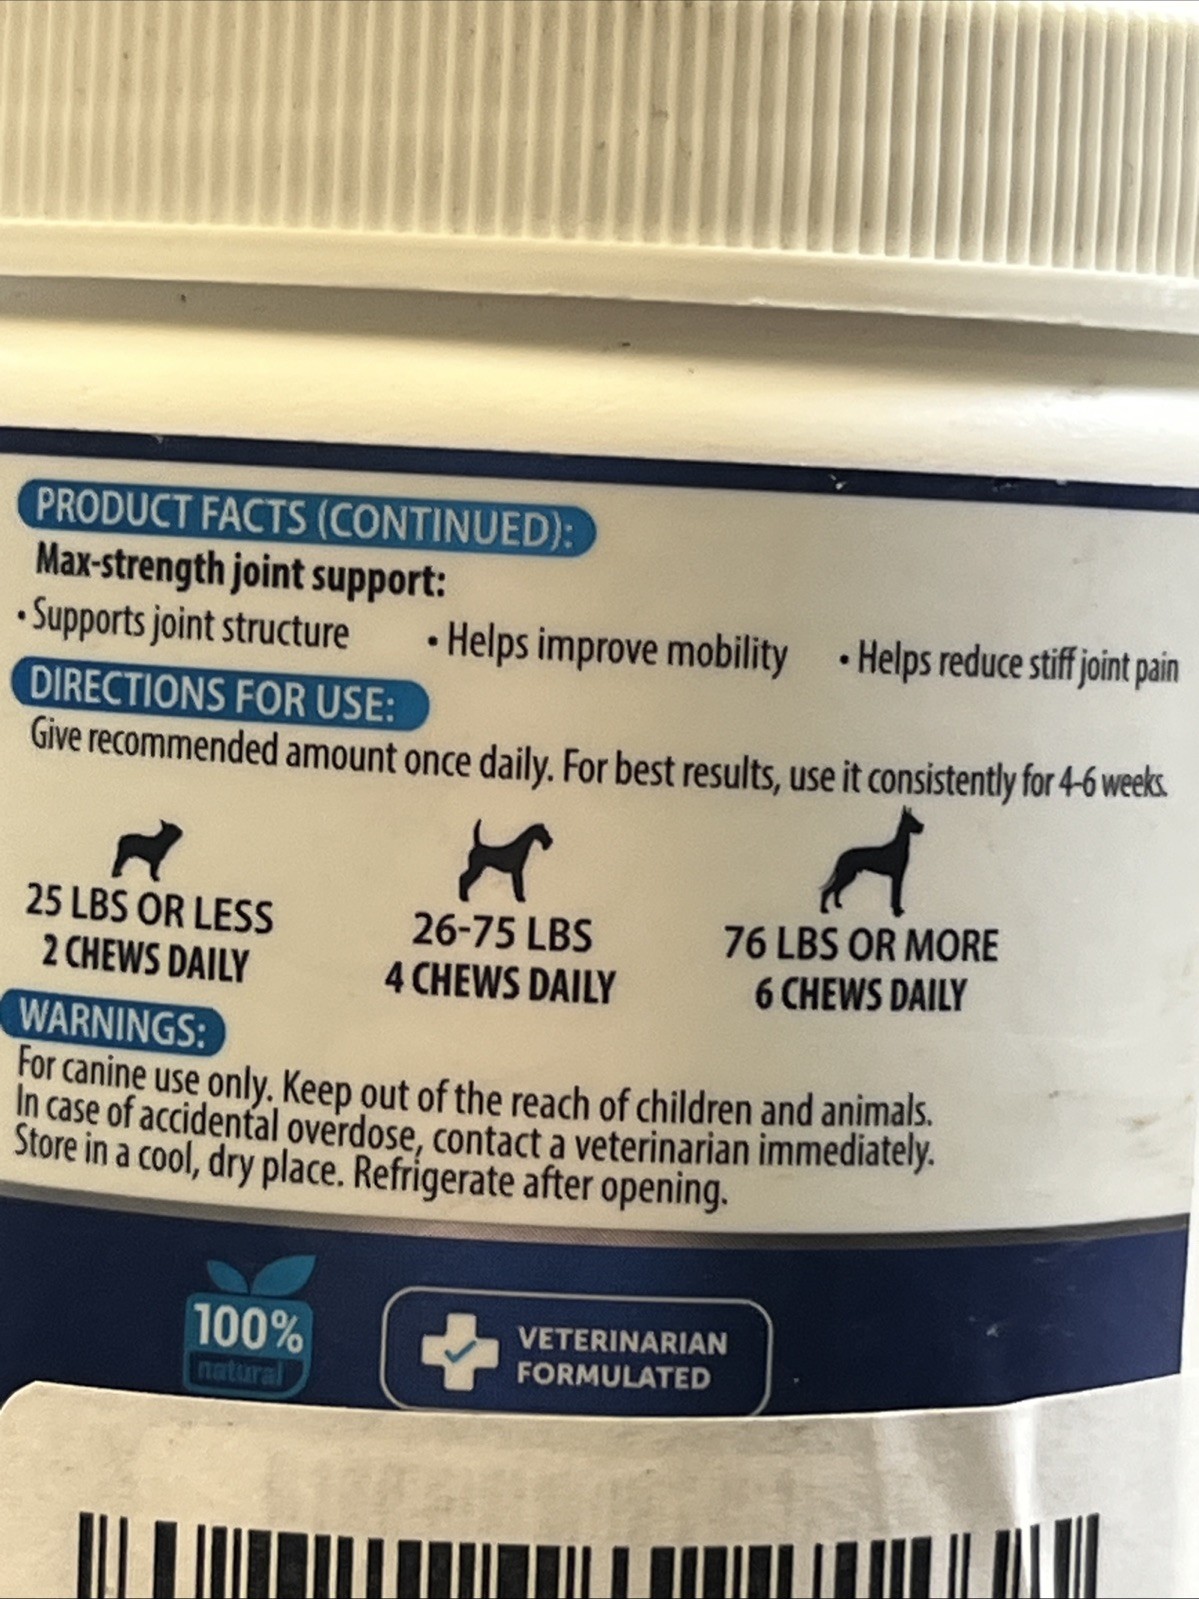 PRODUCT FACTS (CONTINUED):
Max-strength joint support:
• Supports joint structure • Helps improve mobility • Helps reduce stiff joint pain
DIRECTIONS FOR USE:
Give recommended amount once daily. For best results, use it consistently for 4-6 weeks.
25 LBS OR LESS 26-75 LBS 76 LBS OR MORE
2 CHEWS DAILY 4 CHEWS DAILY 6 CHEWS DAILY
WARNINGS:
For canine use only. Keep out of the reach of children and animals.
In case of accidental overdose, contact a veterinarian immediately.
Store in a cool, dry place. Refrigerate after opening.
100%
natural
VETERINARIAN
FORMULATED